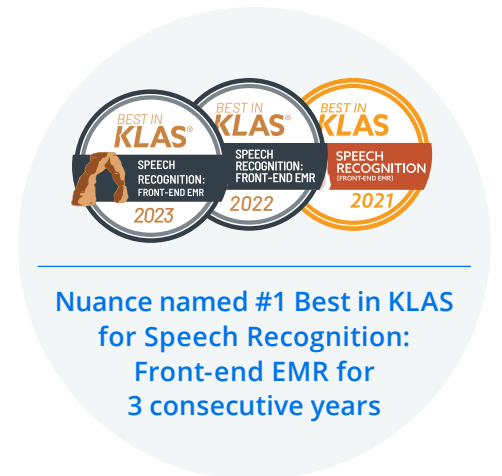 BEST IN
KLAS®
SPEECH
RECOGNITION:
FRONT-END EMR
2023
BEST IN
KLAS®
SPEECH
RECOGNITION:
FRONT-END EMR
2022
BEST IN
KLAS
SPEECH
RECOGNITION
(FRONT-END EMR)
2021
Nuance named #1 Best in KLAS
for Speech Recognition:
Front-end EMR for
3 consecutive years